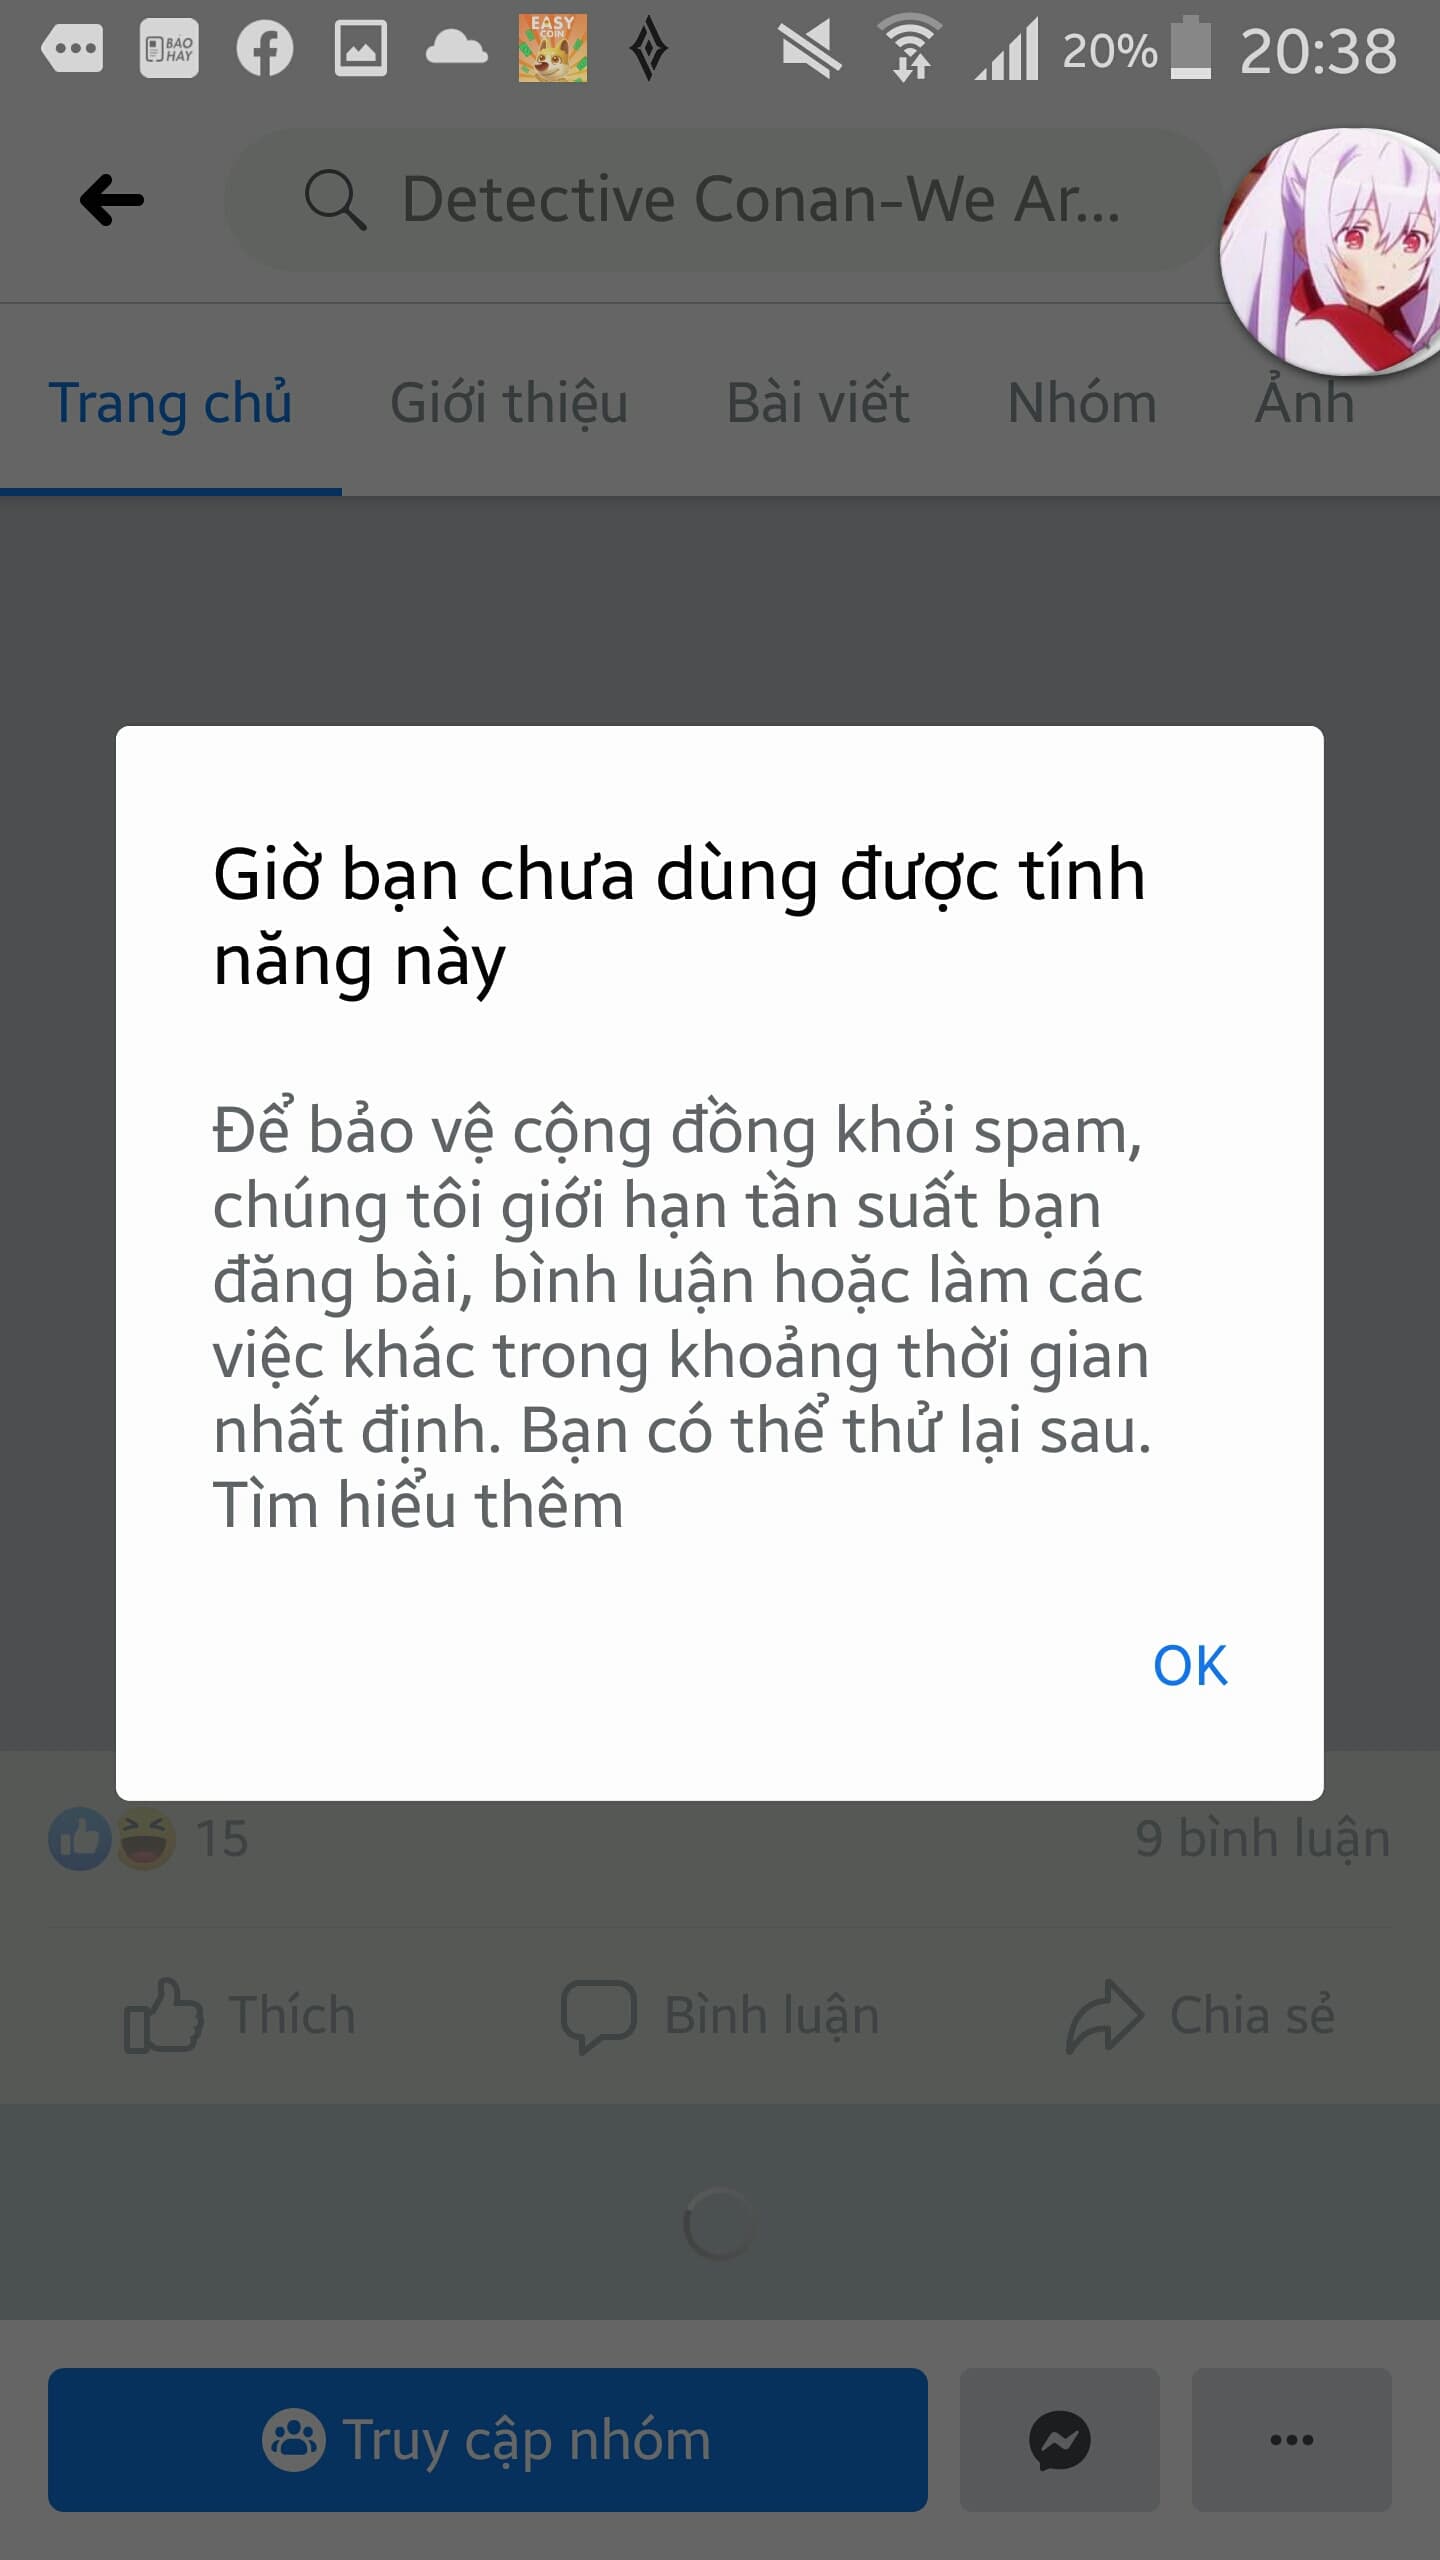 BÁO
HAY
EASY
COIN
20%
20:38
Detective Conan-We Ar...
Trang chủ
Giới thiệu
Bài viết
Nhóm
Ảnh
Giờ bạn chưa dùng được tính
năng này
Để bảo vệ cộng đồng khỏi spam,
chúng tôi giới hạn tần suất bạn
đăng bài, bình luận hoặc làm các
việc khác trong khoảng thời gian
nhất định. Bạn có thể thử lại sau.
Tìm hiểu thêm
OK
15
9 bình luận
Thích
Bình luận
Chia sẻ
Truy cập nhóm